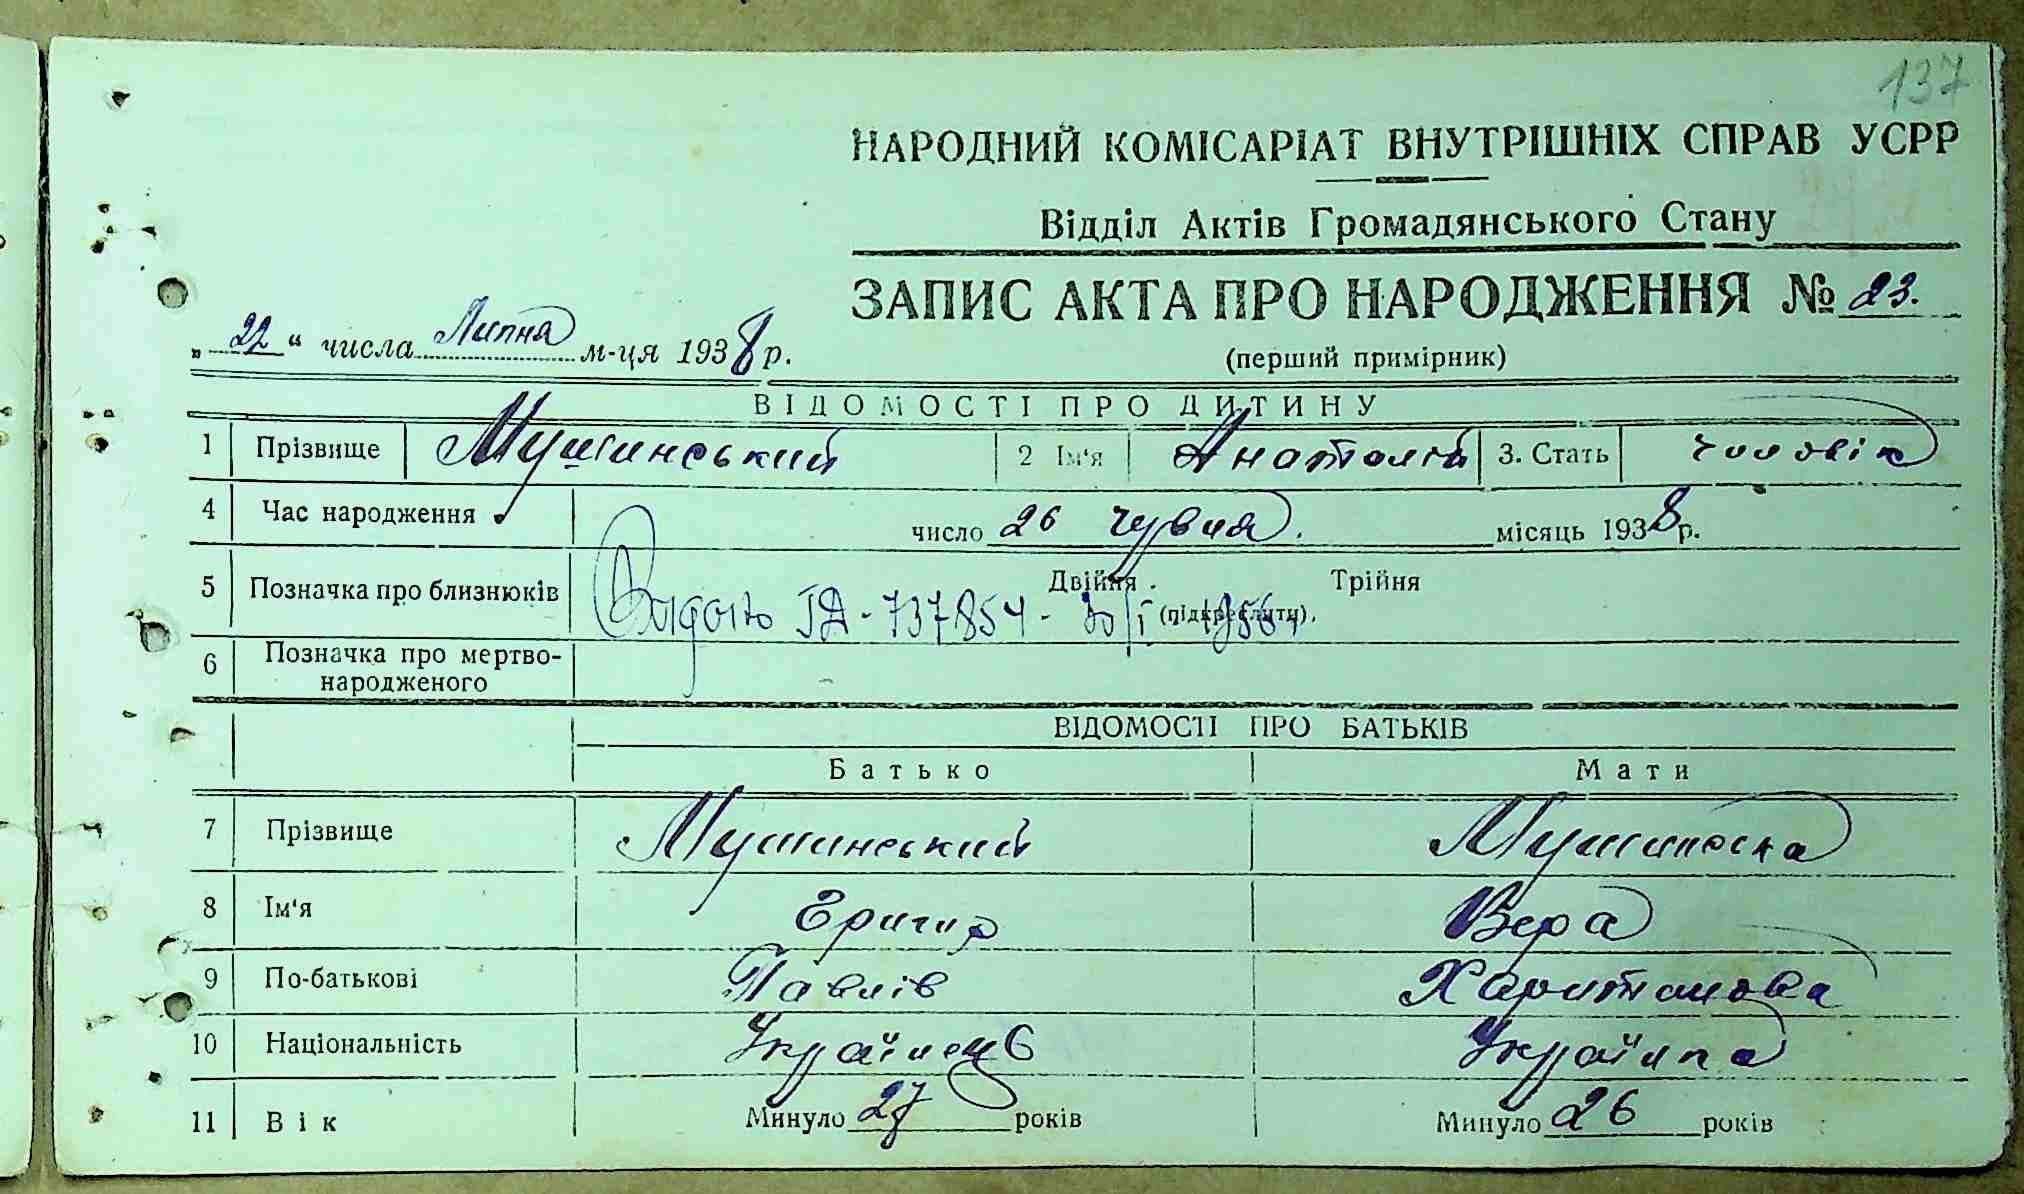 137
НАРОДНИЙ КОМІСАРІАТ ВНУТРІШНІХ СПРАВ УСРР
Відділ Актів Громадянського Стану
ЗАПИС АКТА ПРО НАРОДЖЕННЯ № 23.
„22“ числа Липня м-ця 1938 р.
(перший примірник)
ВІДОМОСТІ ПРО ДИТИНУ
1 Прізвище Мушинський 2 Ім'я Анатолій 3. Стать чоловік
4 Час народження число 26 червня. місяць 1938 р.
5 Позначка про близнюків Двійня. Трійня
(підкреслити).
ІД-737854-
6 Позначка про мертво-
народженого
ВІДОМОСТІ ПРО БАТЬКІВ
Батько Мати
7 Прізвище Мушинський Мушинська
8 Ім'я Вера
9 По-батькові Павлів Харитонова
10 Національність Українець Українка
11 Вік Минуло 27 років Минуло 26 років